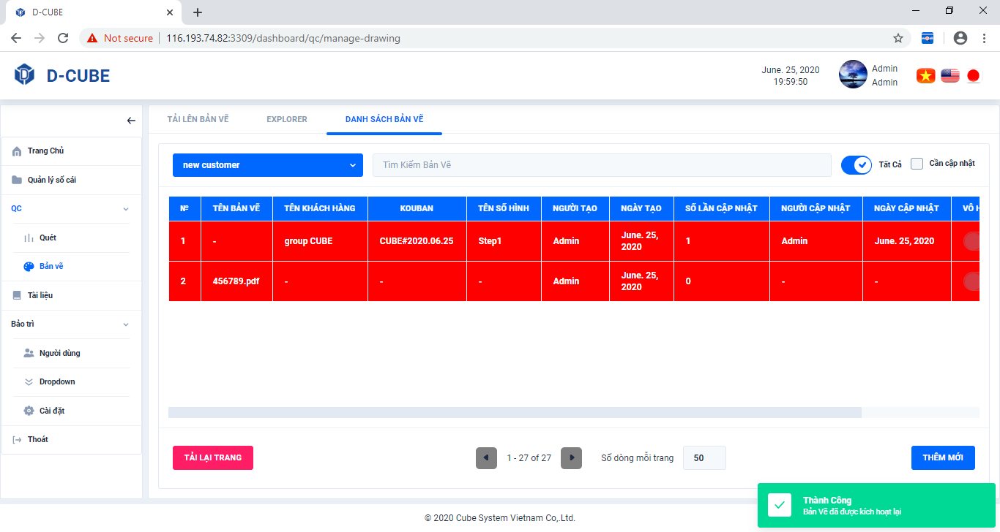 D-CUBE
Not secure
116.193.74.82:3309/dashboard/qc/manage-drawing
D-CUBE
June. 25, 2020
19:59:50
Admin
Admin
TẢI LÊN BẢN VẼ
EXPLORER
DANH SÁCH BẢN VẼ
Trang Chủ
Quản lý sổ cái
QC
Quét
Bản vẽ
Tài liệu
Bảo trì
Người dùng
Dropdown
Cài đặt
Thoát
new customer
Tìm Kiếm Bản Vẽ
Tất Cả
Cần cập nhật
№ TÊN BẢN VẼ TÊN KHÁCH HÀNG KOUBAN TÊN SỐ HÌNH NGƯỜI TẠO NGÀY TẠO SỐ LẦN CẬP NHẬT NGƯỜI CẬP NHẬT NGÀY CẬP NHẬT VÔ H
1 - group CUBE CUBE#2020.06.25 Step1 Admin June. 25, 2020 1 Admin June. 25, 2020
2 456789.pdf - - - Admin June. 25, 2020 0 - -
TẢI LẠI TRANG
1 - 27 of 27
Số dòng mỗi trang
50
THÊM MỚI
Thành Công
Bản Vẽ đã được kích hoạt lại
© 2020 Cube System Vietnam Co,.Ltd.